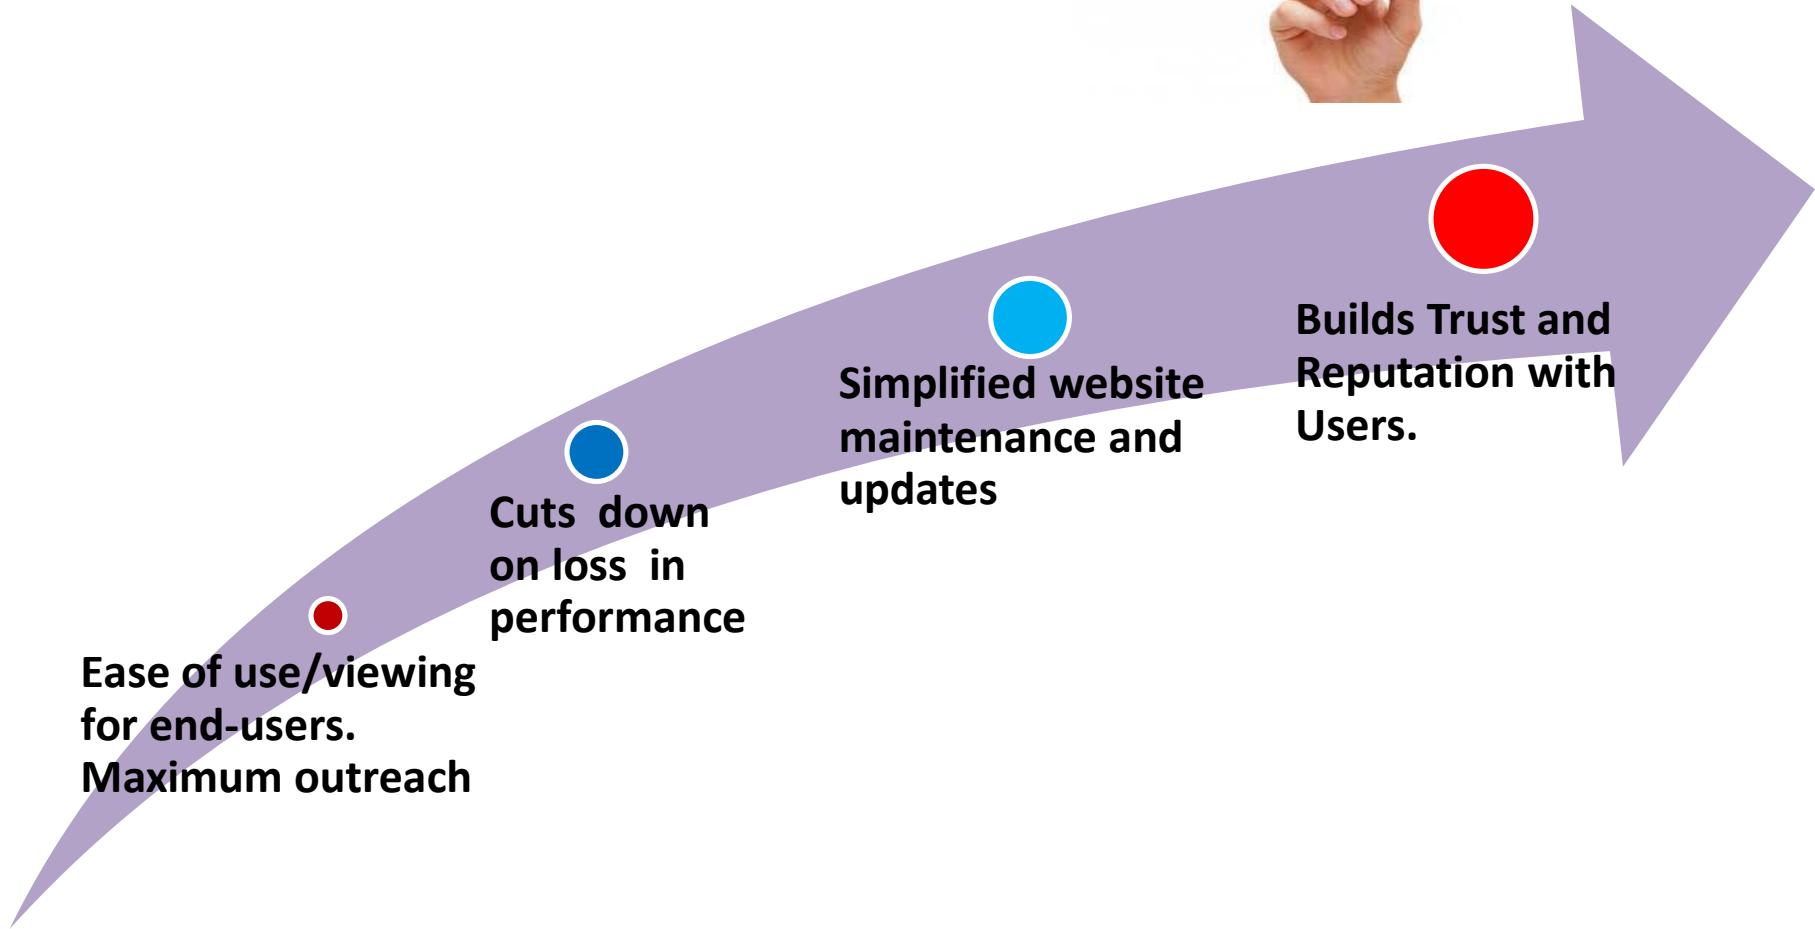 Ease of use/viewing
for end-users.
Maximum outreach
Cuts  down
on loss  in
performance
Simplified website
maintenance and
updates
Builds Trust and
Reputation with
Users.